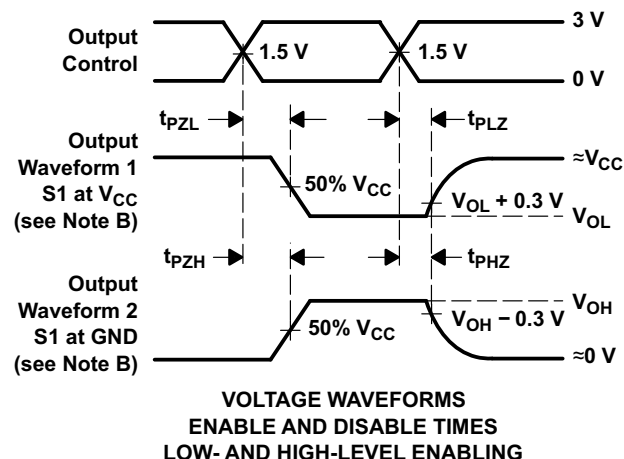 Output
Control
1.5 V
1.5 V
3 V
0 V
tPZL
tPLZ
Output
Waveform 1
S1 at VCC
(see Note B)
50% VCC
≈VCC
VOL + 0.3 V
VOL
tPZH
tPHZ
Output
Waveform 2
S1 at GND
(see Note B)
50% VCC
VOH
VOH − 0.3 V
≈0 V
VOLTAGE WAVEFORMS
ENABLE AND DISABLE TIMES
LOW- AND HIGH-LEVEL ENABLING